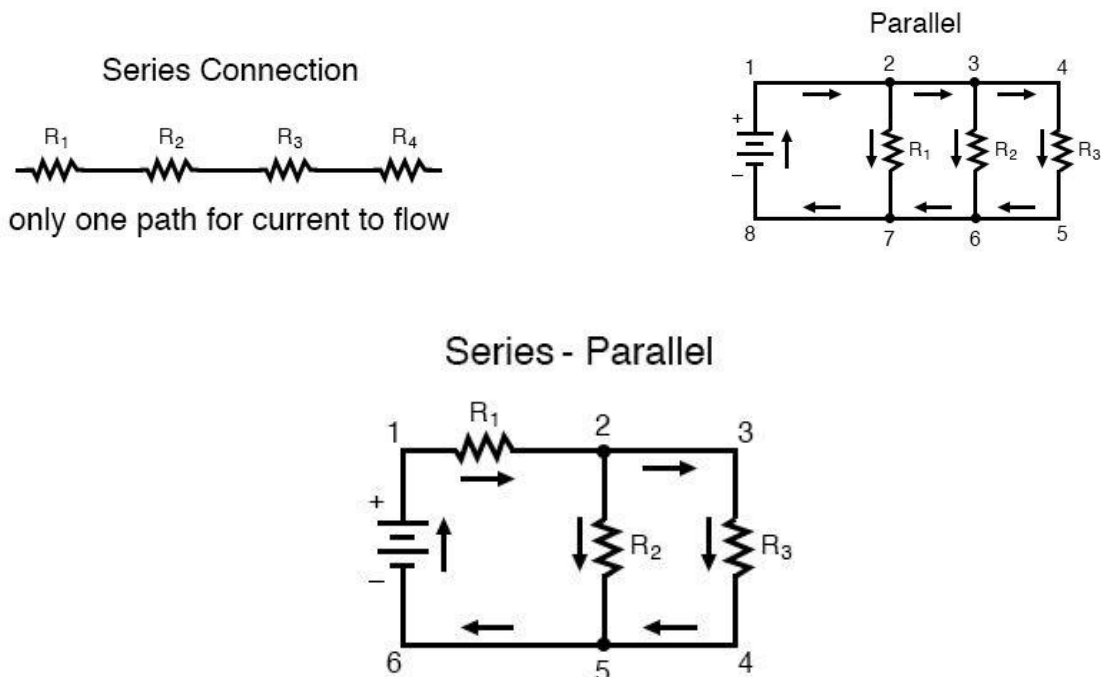 Series Connection
R₁ R₂ R₃ R₄
only one path for current to flow
Parallel
1 2 3 4
+
R₁ R₂ R₃
–
8 7 6 5
Series - Parallel
R₁
1 2 3
+
R₂ R₃
–
6 5 4